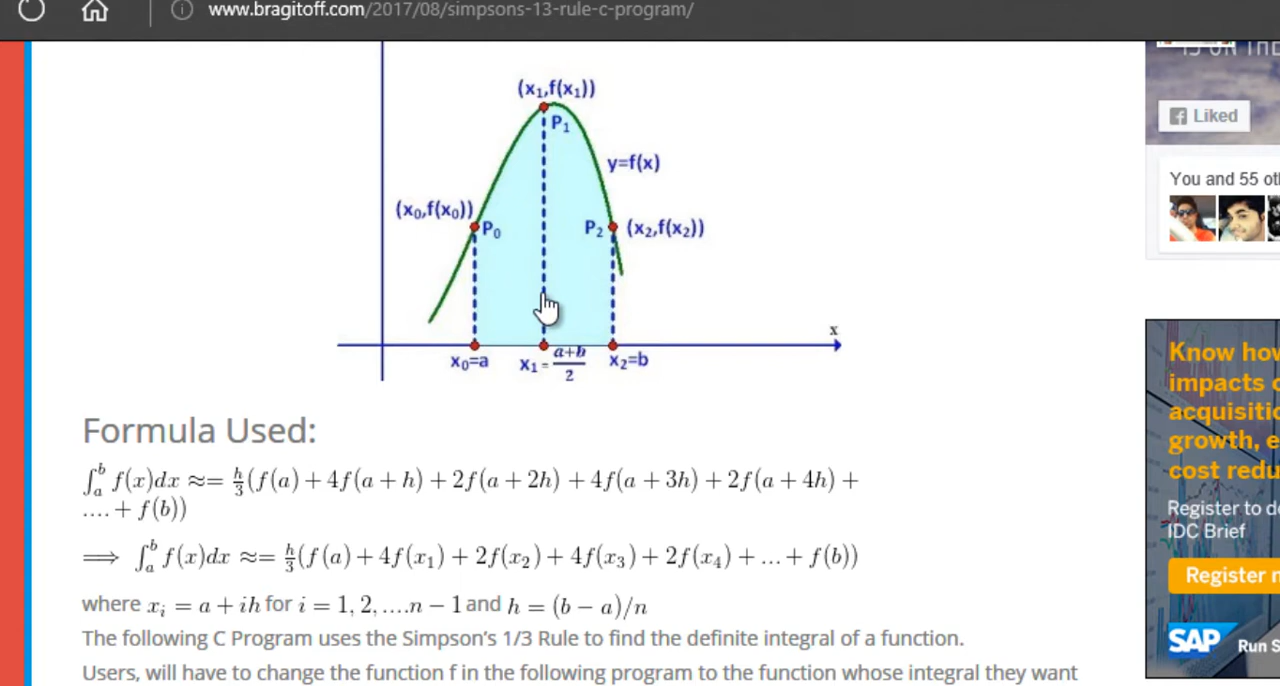 www.bragitoff.com/2017/08/simpsons-13-rule-c-program/
IS ON THE
(x₁,f(x₁))
P₁
y=f(x)
(x₀,f(x₀))
P₀
P₂
(x₂,f(x₂))
x
x₀=a
x₁ = a+b/2
x₂=b
Liked
You and 55 ot
Formula Used:
∫ₐᵇ f(x)dx ≈= h/3(f(a) + 4f(a + h) + 2f(a + 2h) + 4f(a + 3h) + 2f(a + 4h) +
.... + f(b))
⟹ ∫ₐᵇ f(x)dx ≈= h/3(f(a) + 4f(x₁) + 2f(x₂) + 4f(x₃) + 2f(x₄) + ... + f(b))
where xᵢ = a + ih for i = 1, 2, ....n − 1 and h = (b − a)/n
The following C Program uses the Simpson's 1/3 Rule to find the definite integral of a function.
Users, will have to change the function f in the following program to the function whose integral they want
Know how
impacts
acquisitio
growth, e
cost redu
Register to d
IDC Brief
Register
SAP Run S